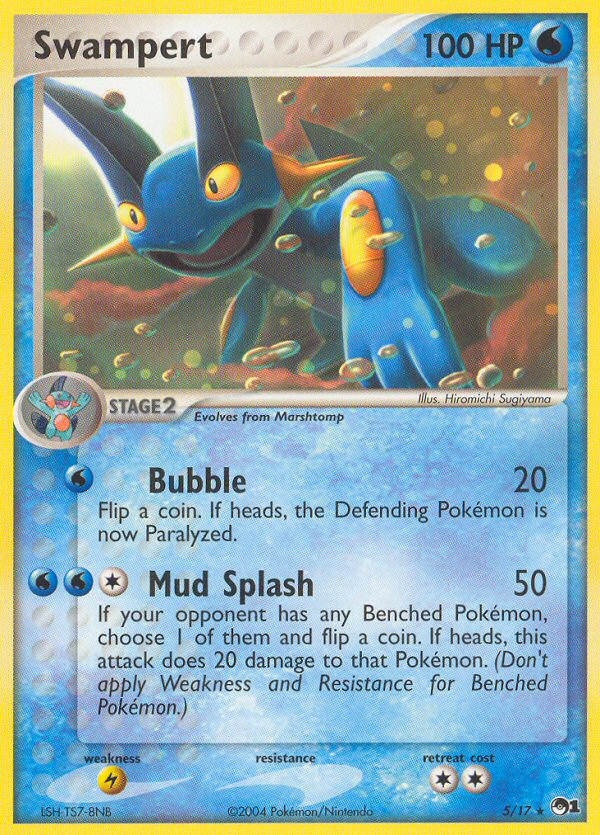 Swampert 100 HP
Illus. Hiromichi Sugiyama
STAGE2
Evolves from Marshtomp
Bubble 20
Flip a coin. If heads, the Defending Pokémon is
now Paralyzed.
Mud Splash 50
If your opponent has any Benched Pokémon,
choose 1 of them and flip a coin. If heads, this
attack does 20 damage to that Pokémon. (Don't
apply Weakness and Resistance for Benched
Pokémon.)
weakness resistance retreat cost
LSH TS7-8NB ©2004 Pokémon/Nintendo 5/17 ★ 1